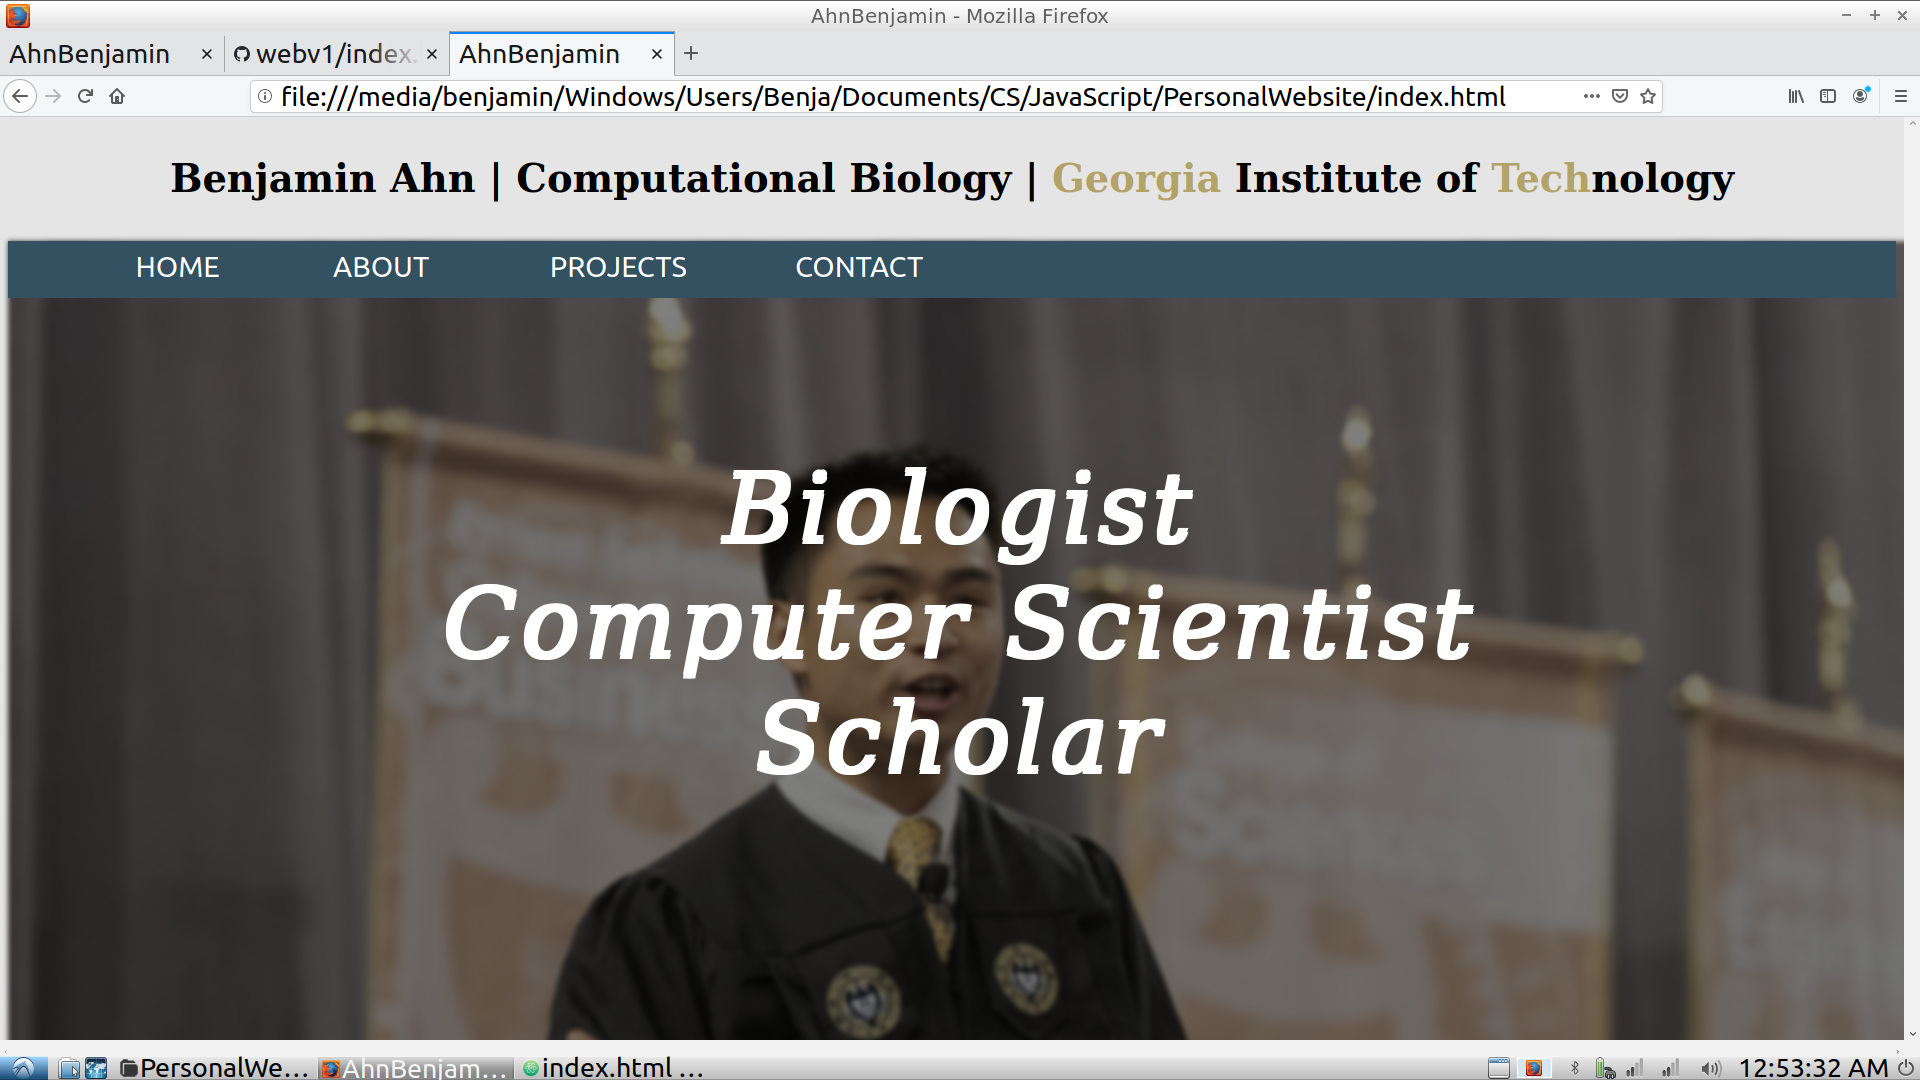 AhnBenjamin - Mozilla Firefox
AhnBenjamin
webv1/index.
AhnBenjamin
file:///media/benjamin/Windows/Users/Benja/Documents/CS/JavaScript/PersonalWebsite/index.html
Benjamin Ahn | Computational Biology | Georgia Institute of Technology
HOME ABOUT PROJECTS CONTACT
Biologist
Computer Scientist
Scholar
PersonalWe...
AhnBenjam...
index.html ...
12:53:32 AM